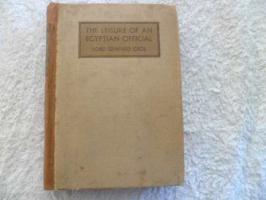 THE LEISURE OF AN
EGYPTIAN OFFICIAL
LORD EDWARD CECIL